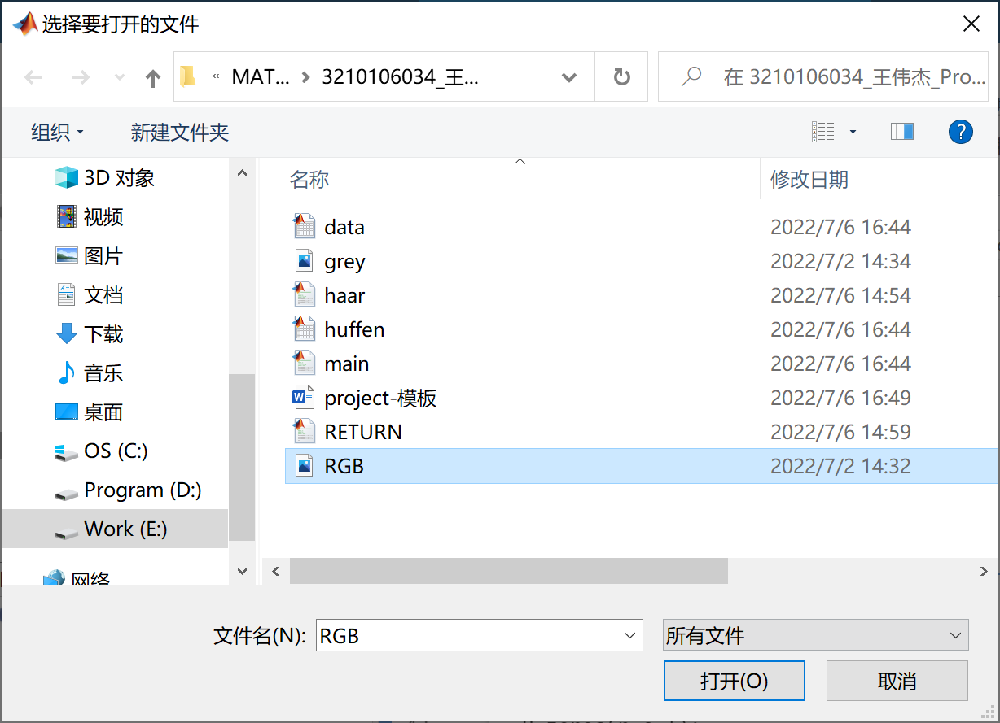 选择要打开的文件
« MAT... › 3210106034_王... 在 3210106034_王伟杰_Pro...
组织 新建文件夹 ?
名称 修改日期
3D 对象
视频
图片
文档
下载
音乐
桌面
OS (C:)
Program (D:)
Work (E:)
网络
data 2022/7/6 16:44
grey 2022/7/2 14:34
haar 2022/7/6 14:54
huffen 2022/7/6 16:44
main 2022/7/6 16:44
project-模板 2022/7/6 16:49
RETURN 2022/7/6 14:59
RGB 2022/7/2 14:32
文件名(N): RGB 所有文件
打开(O) 取消